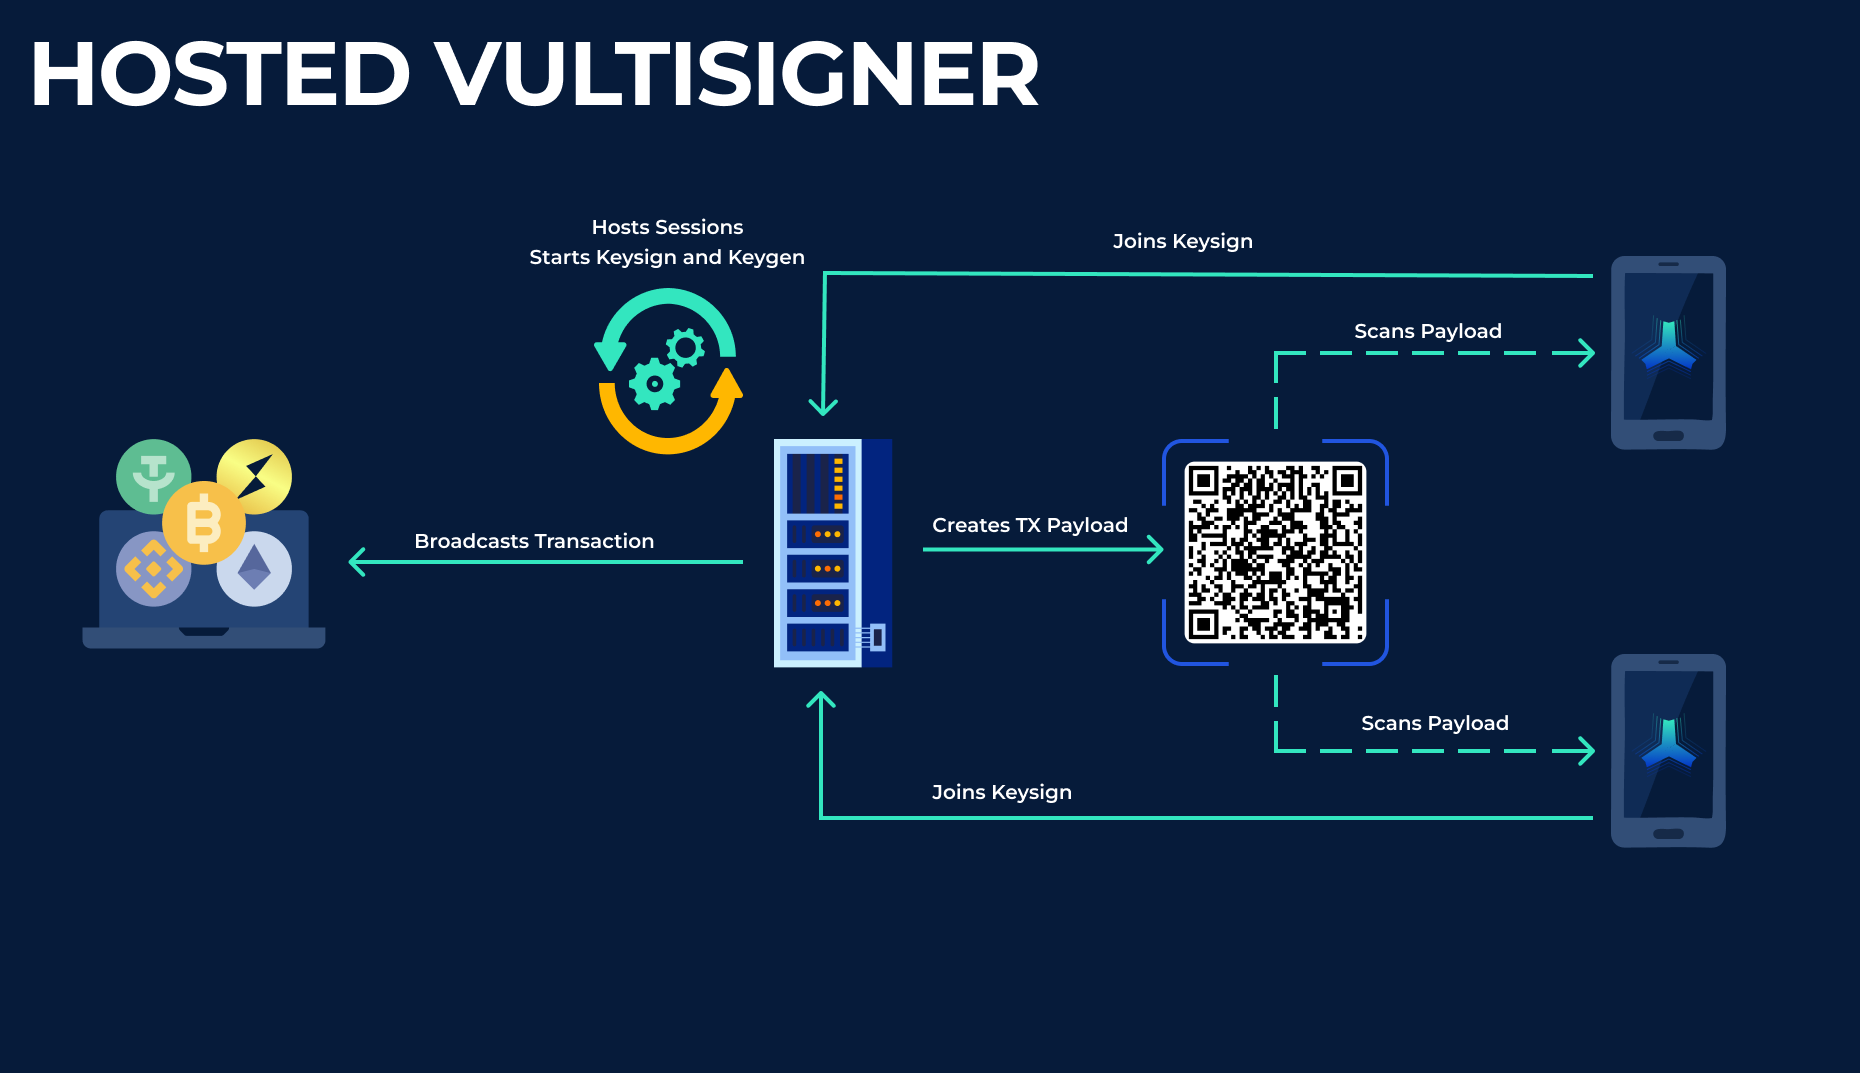 HOSTED VULTISIGNER
Hosts Sessions
Starts Keysign and Keygen
Joins Keysign
Scans Payload
Creates TX Payload
Broadcasts Transaction
Scans Payload
Joins Keysign